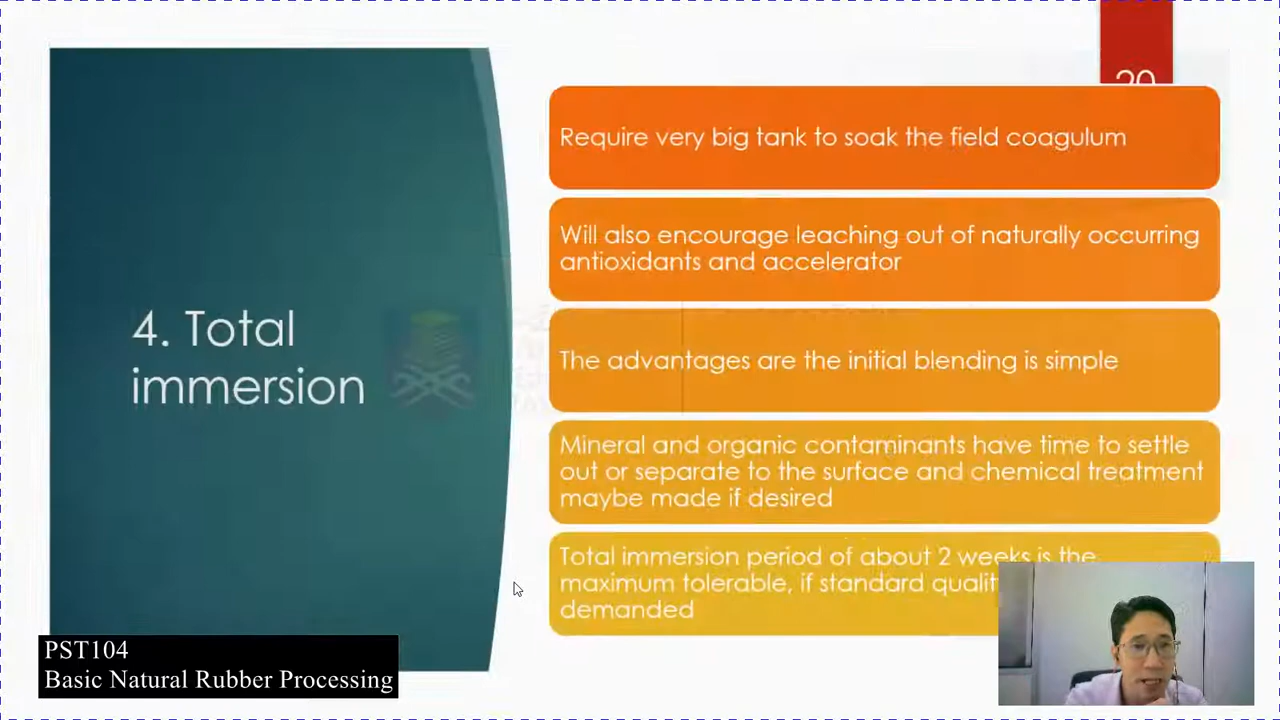 20
4. Total
immersion
Require very big tank to soak the field coagulum
Will also encourage leaching out of naturally occurring
antioxidants and accelerator
The advantages are the initial blending is simple
Mineral and organic contaminants have time to settle
out or separate to the surface and chemical treatment
maybe made if desired
Total immersion period of about 2 weeks is the
maximum tolerable, if standard
demanded
PST104
Basic Natural Rubber Processing